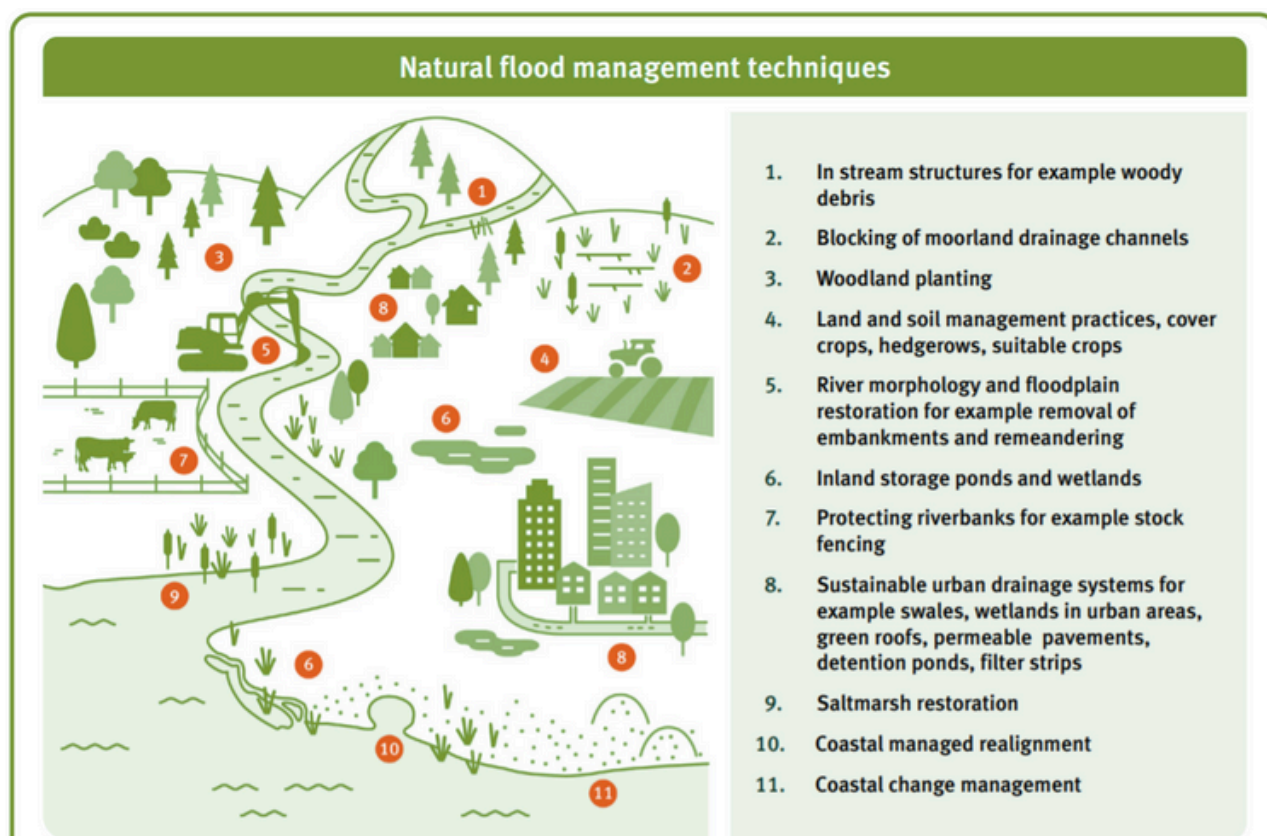 Natural flood management techniques
1
3
2
8
5
4
6
7
9
8
6
10
11
1. In stream structures for example woody
debris
2. Blocking of moorland drainage channels
3. Woodland planting
4. Land and soil management practices, cover
crops, hedgerows, suitable crops
5. River morphology and floodplain
restoration for example removal of
embankments and remeandering
6. Inland storage ponds and wetlands
7. Protecting riverbanks for example stock
fencing
8. Sustainable urban drainage systems for
example swales, wetlands in urban areas,
green roofs, permeable pavements,
detention ponds, filter strips
9. Saltmarsh restoration
10. Coastal managed realignment
11. Coastal change management